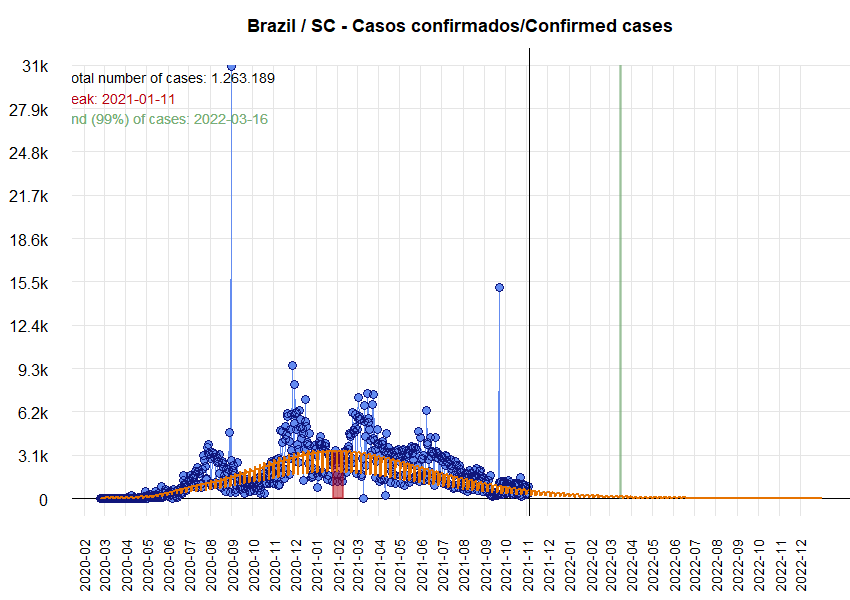 Brazil / SC - Casos confirmados/Confirmed cases
31k
27.9k
24.8k
21.7k
18.6k
15.5k
12.4k
9.3k
6.2k
3.1k
0
otal number of cases: 1.263.189
eak: 2021-01-11
nd (99%) of cases: 2022-03-16
2020-02
2020-03
2020-04
2020-05
2020-06
2020-07
2020-08
2020-09
2020-10
2020-11
2020-12
2021-01
2021-02
2021-03
2021-04
2021-05
2021-06
2021-07
2021-08
2021-09
2021-10
2021-11
2021-12
2022-01
2022-02
2022-03
2022-04
2022-05
2022-06
2022-07
2022-08
2022-09
2022-10
2022-11
2022-12